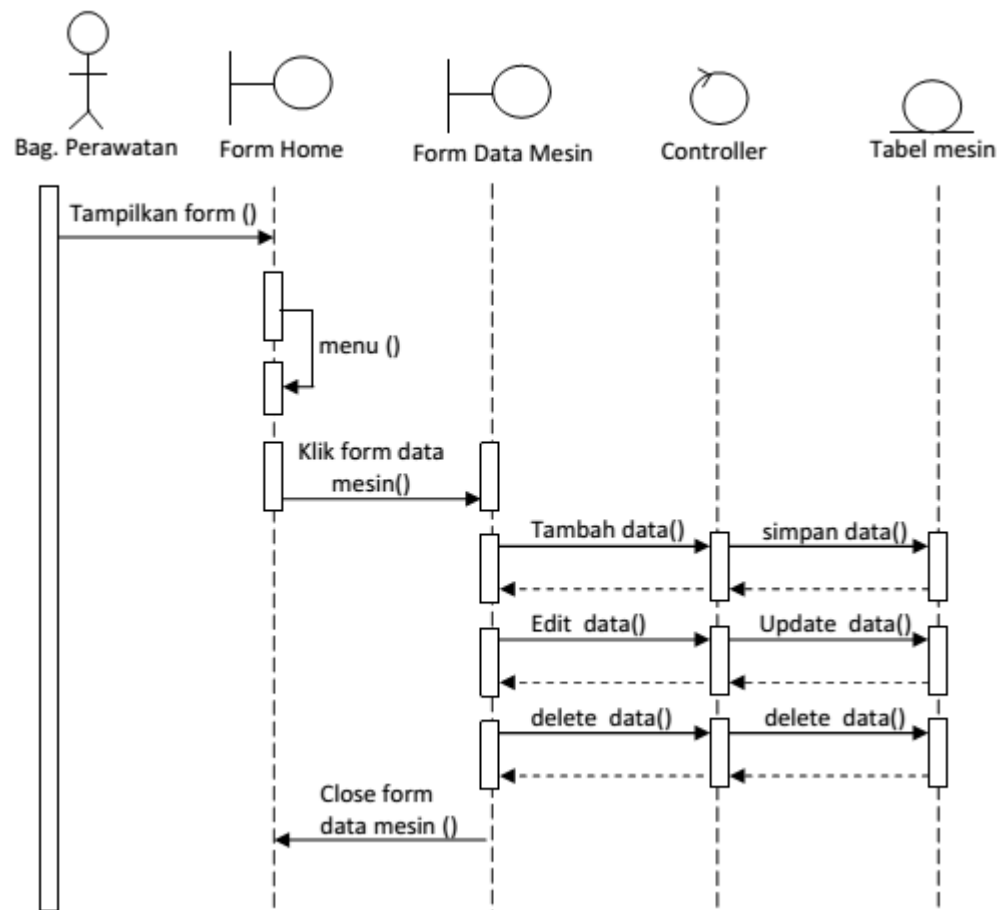 Bag. Perawatan
Form Home
Form Data Mesin
Controller
Tabel mesin
Tampilkan form ()
menu ()
Klik form data
mesin()
Tambah data()
simpan data()
Edit  data()
Update  data()
delete  data()
delete  data()
Close form
data mesin ()